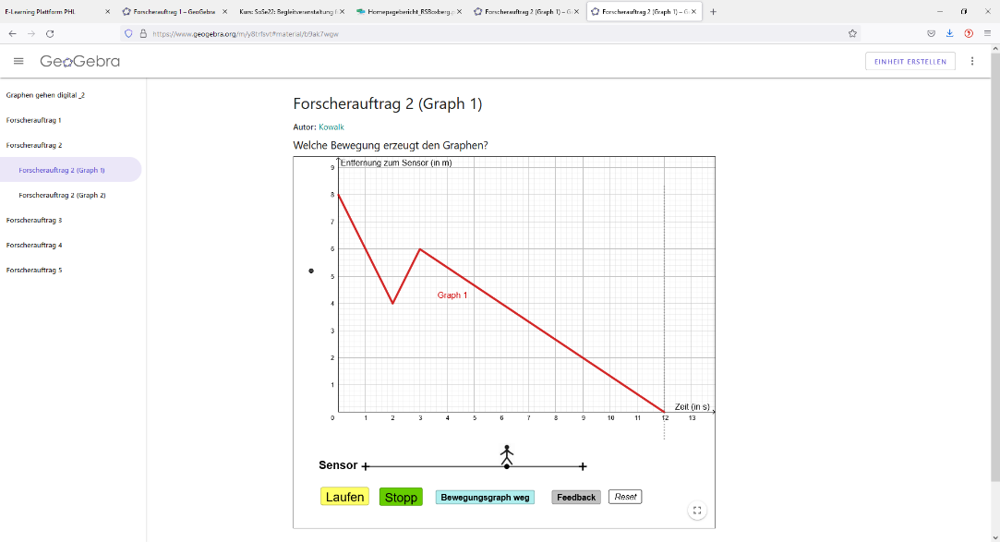 E-Learning Plattform PHL
Forscherauftrag 1 – GeoGebra
Kurs: SoSe22: Begleitveranstaltung f
Homepagebericht_RSBoxberg.p
Forscherauftrag 2 (Graph 1) – G
Forscherauftrag 2 (Graph 1) – G
https://www.geogebra.org/m/y8trfsvt#material/b9ak7wgw
GeoGebra
EINHEIT ERSTELLEN
Graphen gehen digital _2
Forscherauftrag 1
Forscherauftrag 2
Forscherauftrag 2 (Graph 1)
Forscherauftrag 2 (Graph 2)
Forscherauftrag 3
Forscherauftrag 4
Forscherauftrag 5
Forscherauftrag 2 (Graph 1)
Autor: Kowalk
Welche Bewegung erzeugt den Graphen?
Entfernung zum Sensor (in m)
9
8
7
6
5
4
3
2
1
Graph 1
Zeit (in s)
0 1 2 3 4 5 6 7 8 9 10 11 12 13
Sensor
Laufen Stopp Bewegungsgraph weg Feedback Reset